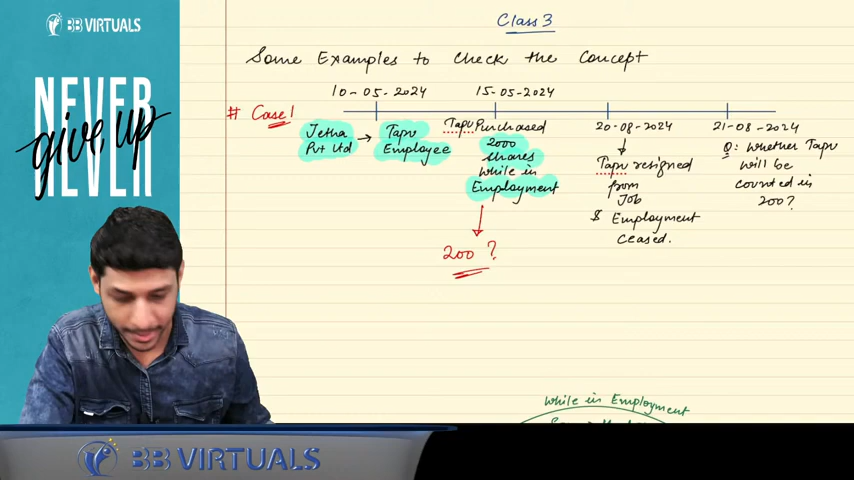 BB VIRTUALS
NEVER
give up
NEVER
Class 3
Some Examples to Check the Concept
10-05-2024
15-05-2024
# Case 1
Jetha
Pvt Ltd
Tapu
Employee
Tapu Purchased
2000
shares
while in
Employment
200 ?
20-08-2024
Tapu resigned
from
Job
& Employment
Ceased.
21-08-2024
Q: Whether Tapu
will be
counted in
200?
while in Employment
BB VIRTUALS